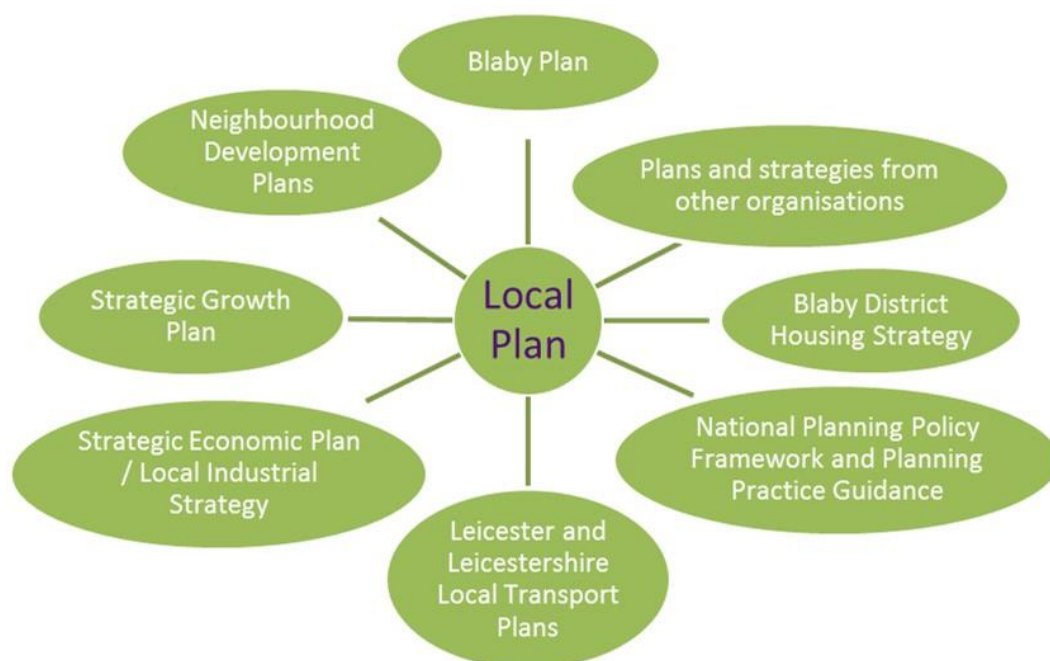 Blaby Plan
Neighbourhood
Development
Plans
Plans and strategies from
other organisations
Local
Plan
Strategic Growth
Plan
Blaby District
Housing Strategy
Strategic Economic Plan
/ Local Industrial
Strategy
National Planning Policy
Framework and Planning
Practice Guidance
Leicester and
Leicestershire
Local Transport
Plans